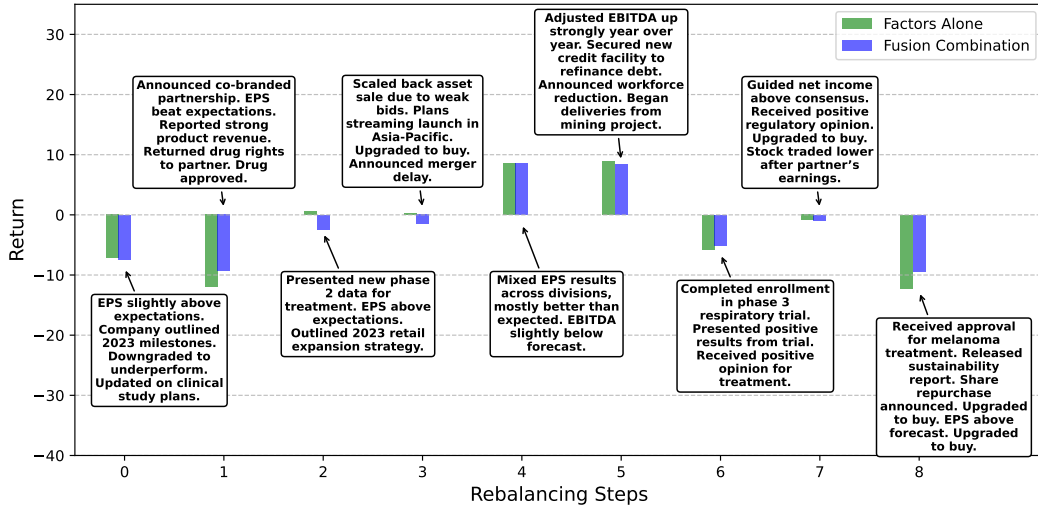 Return
30
20
10
0
−10
−20
−30
−40
Factors Alone
Fusion Combination
EPS slightly above
expectations.
Company outlined
2023 milestones.
Downgraded to
underperform.
Updated on clinical
study plans.
Announced co-branded
partnership. EPS
beat expectations.
Reported strong
product revenue.
Returned drug rights
to partner. Drug
approved.
Presented new phase
2 data for
treatment. EPS above
expectations.
Outlined 2023 retail
expansion strategy.
Scaled back asset
sale due to weak
bids. Plans
streaming launch in
Asia-Pacific.
Upgraded to buy.
Announced merger
delay.
Mixed EPS results
across divisions,
mostly better than
expected. EBITDA
slightly below
forecast.
Adjusted EBITDA up
strongly year over
year. Secured new
credit facility to
refinance debt.
Announced workforce
reduction. Began
deliveries from
mining project.
Completed enrollment
in phase 3
respiratory trial.
Presented positive
results from trial.
Received positive
opinion for
treatment.
Guided net income
above consensus.
Received positive
regulatory opinion.
Upgraded to buy.
Stock traded lower
after partner’s
earnings.
Received approval
for melanoma
treatment. Released
sustainability
report. Share
repurchase
announced. Upgraded
to buy. EPS above
forecast. Upgraded
to buy.
0 1 2 3 4 5 6 7 8
Rebalancing Steps